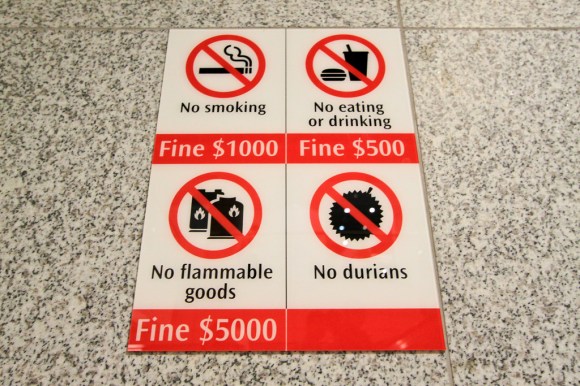 No smoking
Fine $1000
No eating
or drinking
Fine $500
No flammable
goods
Fine $5000
No durians